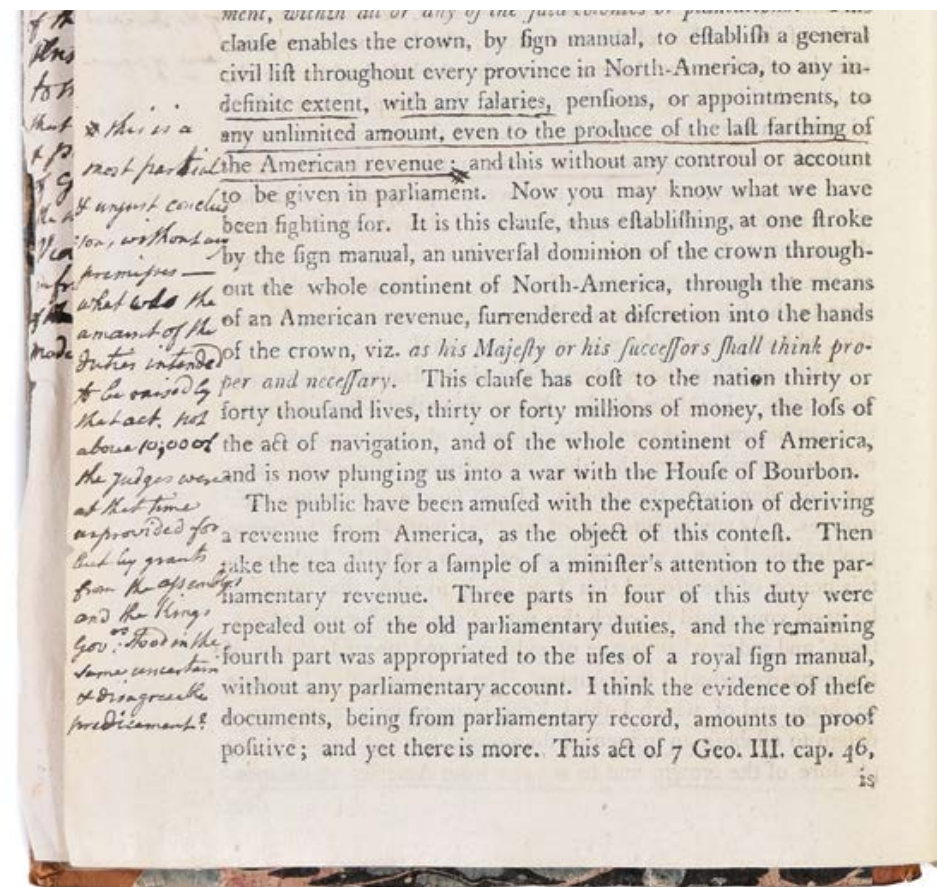 ment, within all or any of the ſaid colonies or plantations. This
clauſe enables the crown, by ſign manual, to eſtabliſh a general
civil liſt throughout every province in North-America, to any in-
definite extent, with any ſalaries, penſions, or appointments, to
any unlimited amount, even to the produce of the laſt farthing of
the American revenue; and this without any controul or account
to be given in parliament. Now you may know what we have
been fighting for. It is this clauſe, thus eſtabliſhing, at one ſtroke
by the ſign manual, an univerſal dominion of the crown through-
out the whole continent of North-America, through the means
of an American revenue, ſurrendered at diſcretion into the hands
of the crown, viz. as his Majeſty or his ſucceſſors ſhall think pro-
per and neceſſary. This clauſe has coſt to the nation thirty or
forty thouſand lives, thirty or forty millions of money, the loſs of
the act of navigation, and of the whole continent of America,
and is now plunging us into a war with the Houſe of Bourbon.
The public have been amuſed with the expectation of deriving
a revenue from America, as the object of this conteſt. Then
take the tea duty for a ſample of a miniſter's attention to the par-
liamentary revenue. Three parts in four of this duty were
repealed out of the old parliamentary duties, and the remaining
fourth part was appropriated to the uſes of a royal ſign manual,
without any parliamentary account. I think the evidence of theſe
documents, being from parliamentary record, amounts to proof
poſitive; and yet there is more. This act of 7 Geo. III. cap. 46,
is
* this is a
most partial
& unjust conclus
ion, without any
premiſses —
what was the
amount of the
Duties intended
to be raised by
that act. not
above 10,000£
the Judges were
at that time
unprovided for
but by grants
from the aſsemblys
and the Kings
Gov.ors stood in the
same uncertain
& disagreeable
predicament?